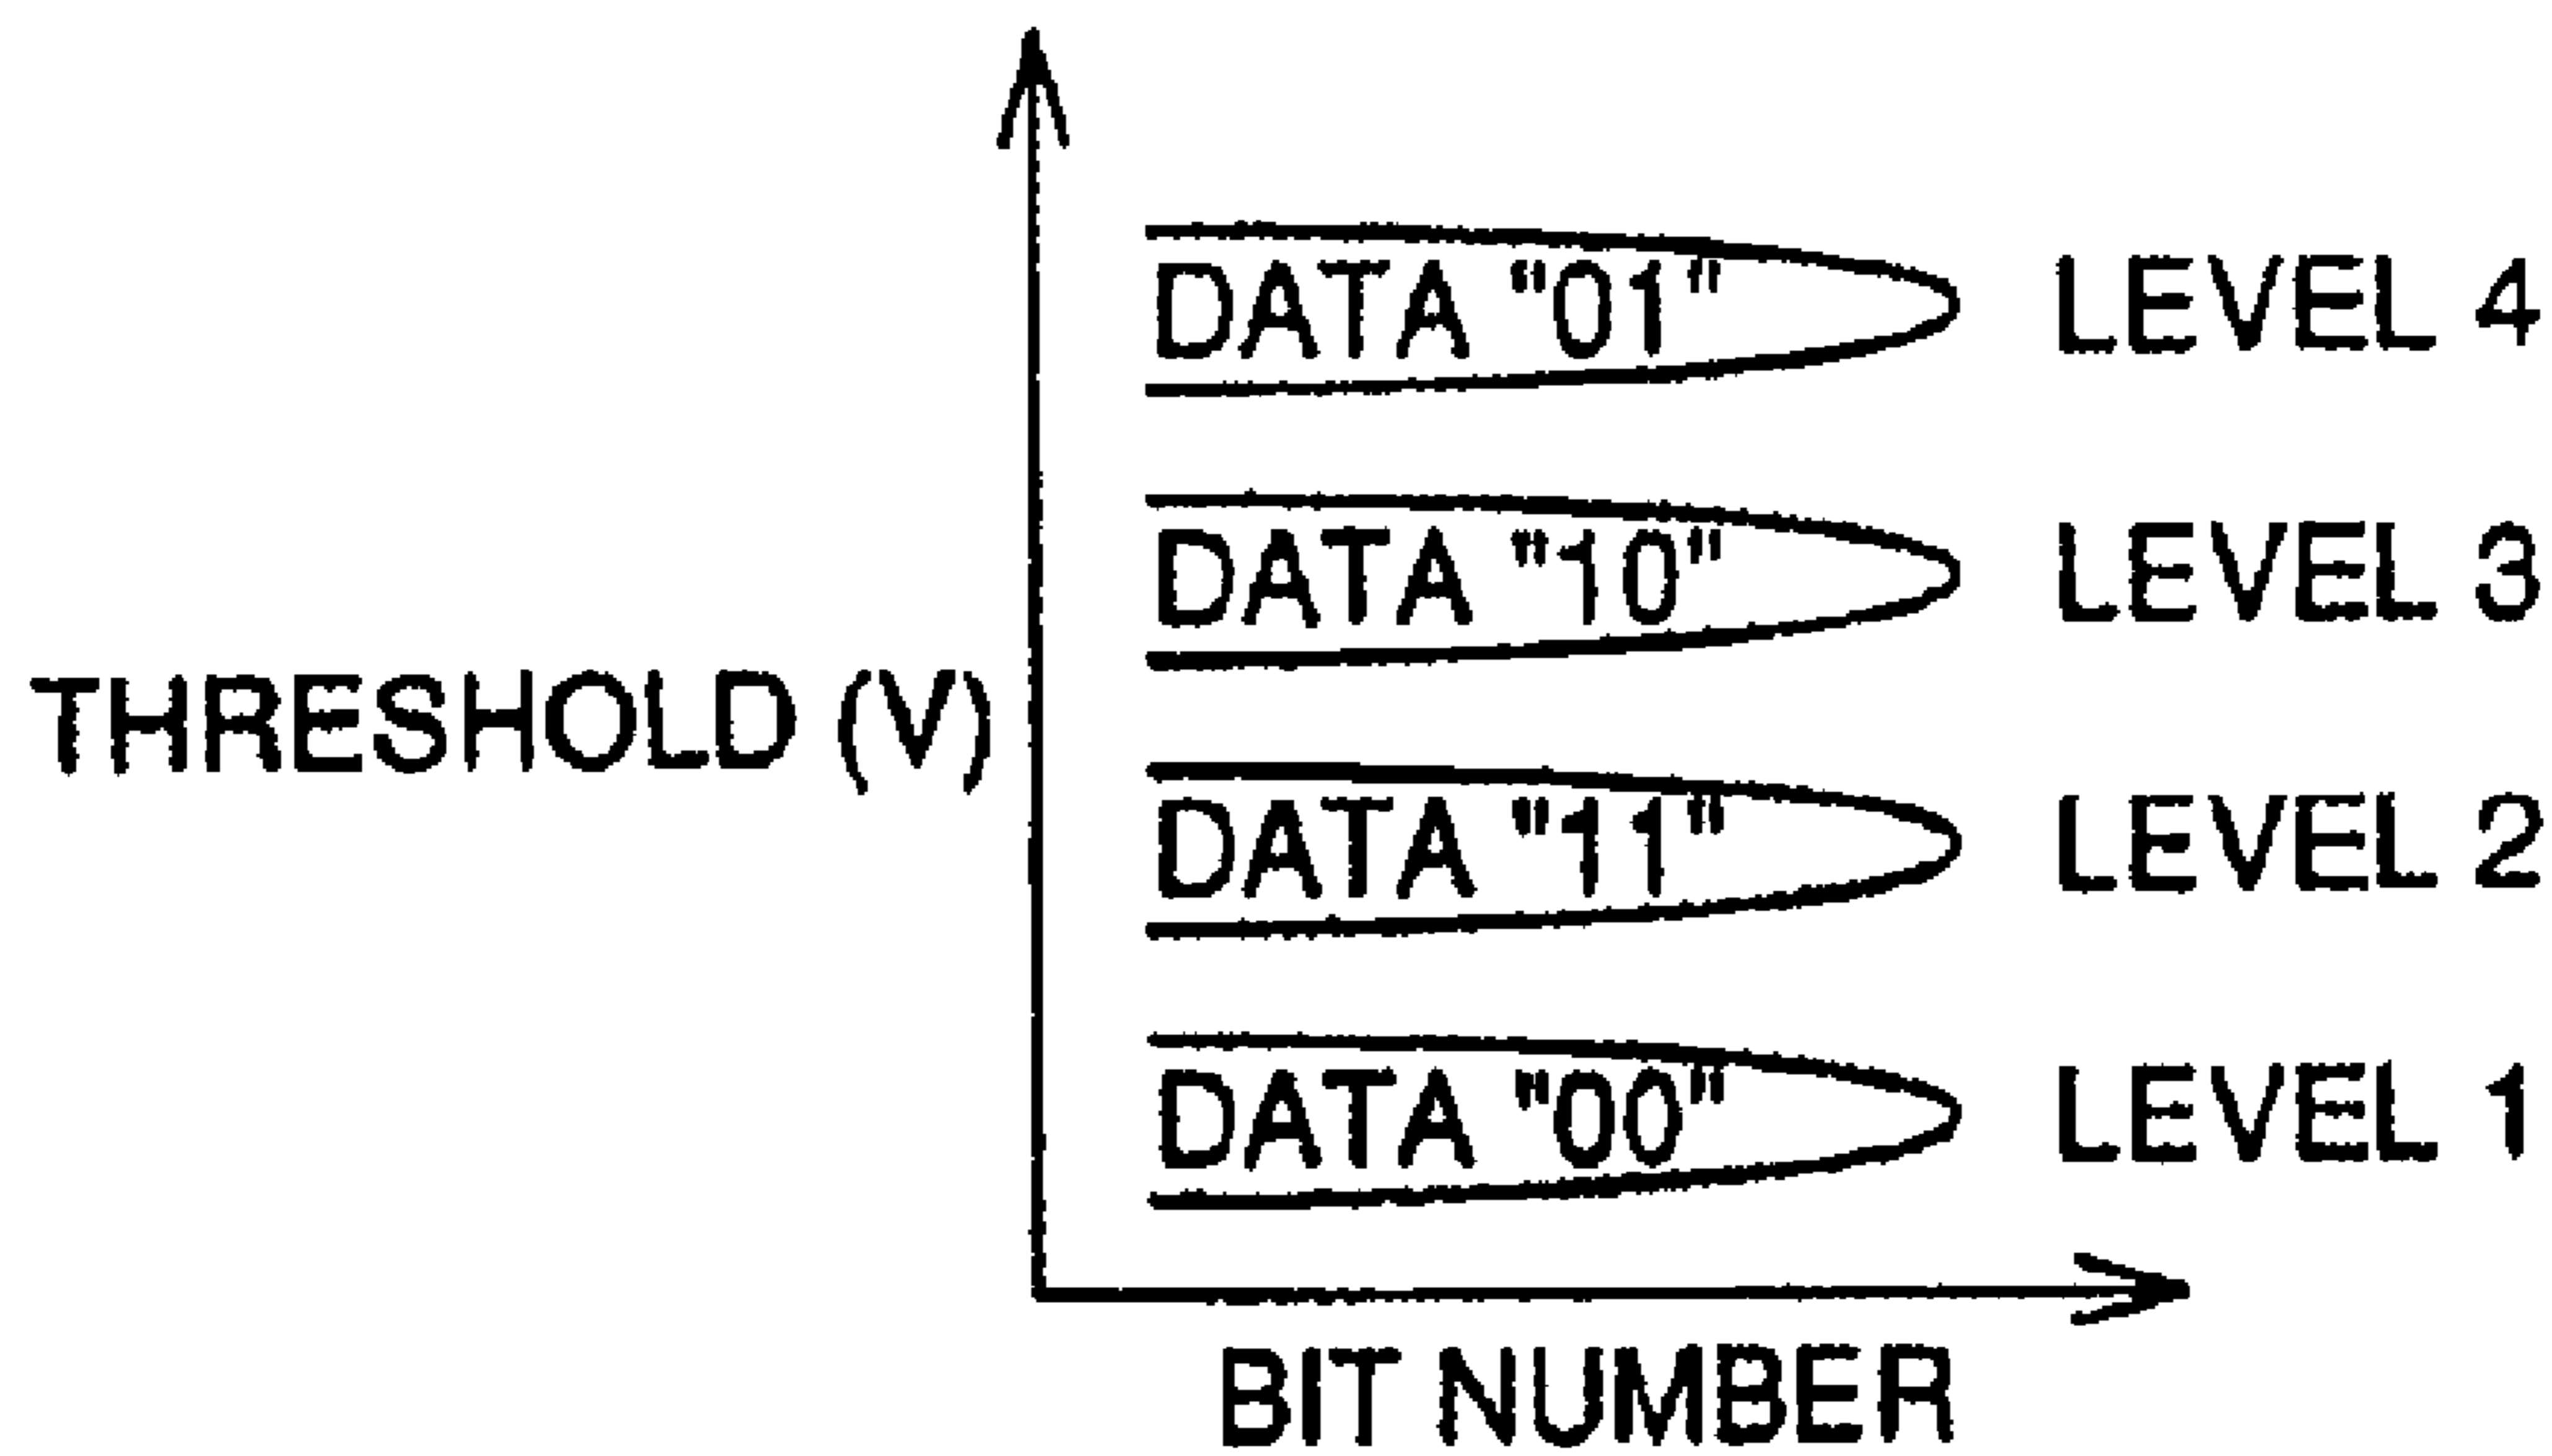 DATA "01" LEVEL 4
DATA "10" LEVEL 3
THRESHOLD (V)
DATA "11" LEVEL 2
DATA "00" LEVEL 1
BIT NUMBER